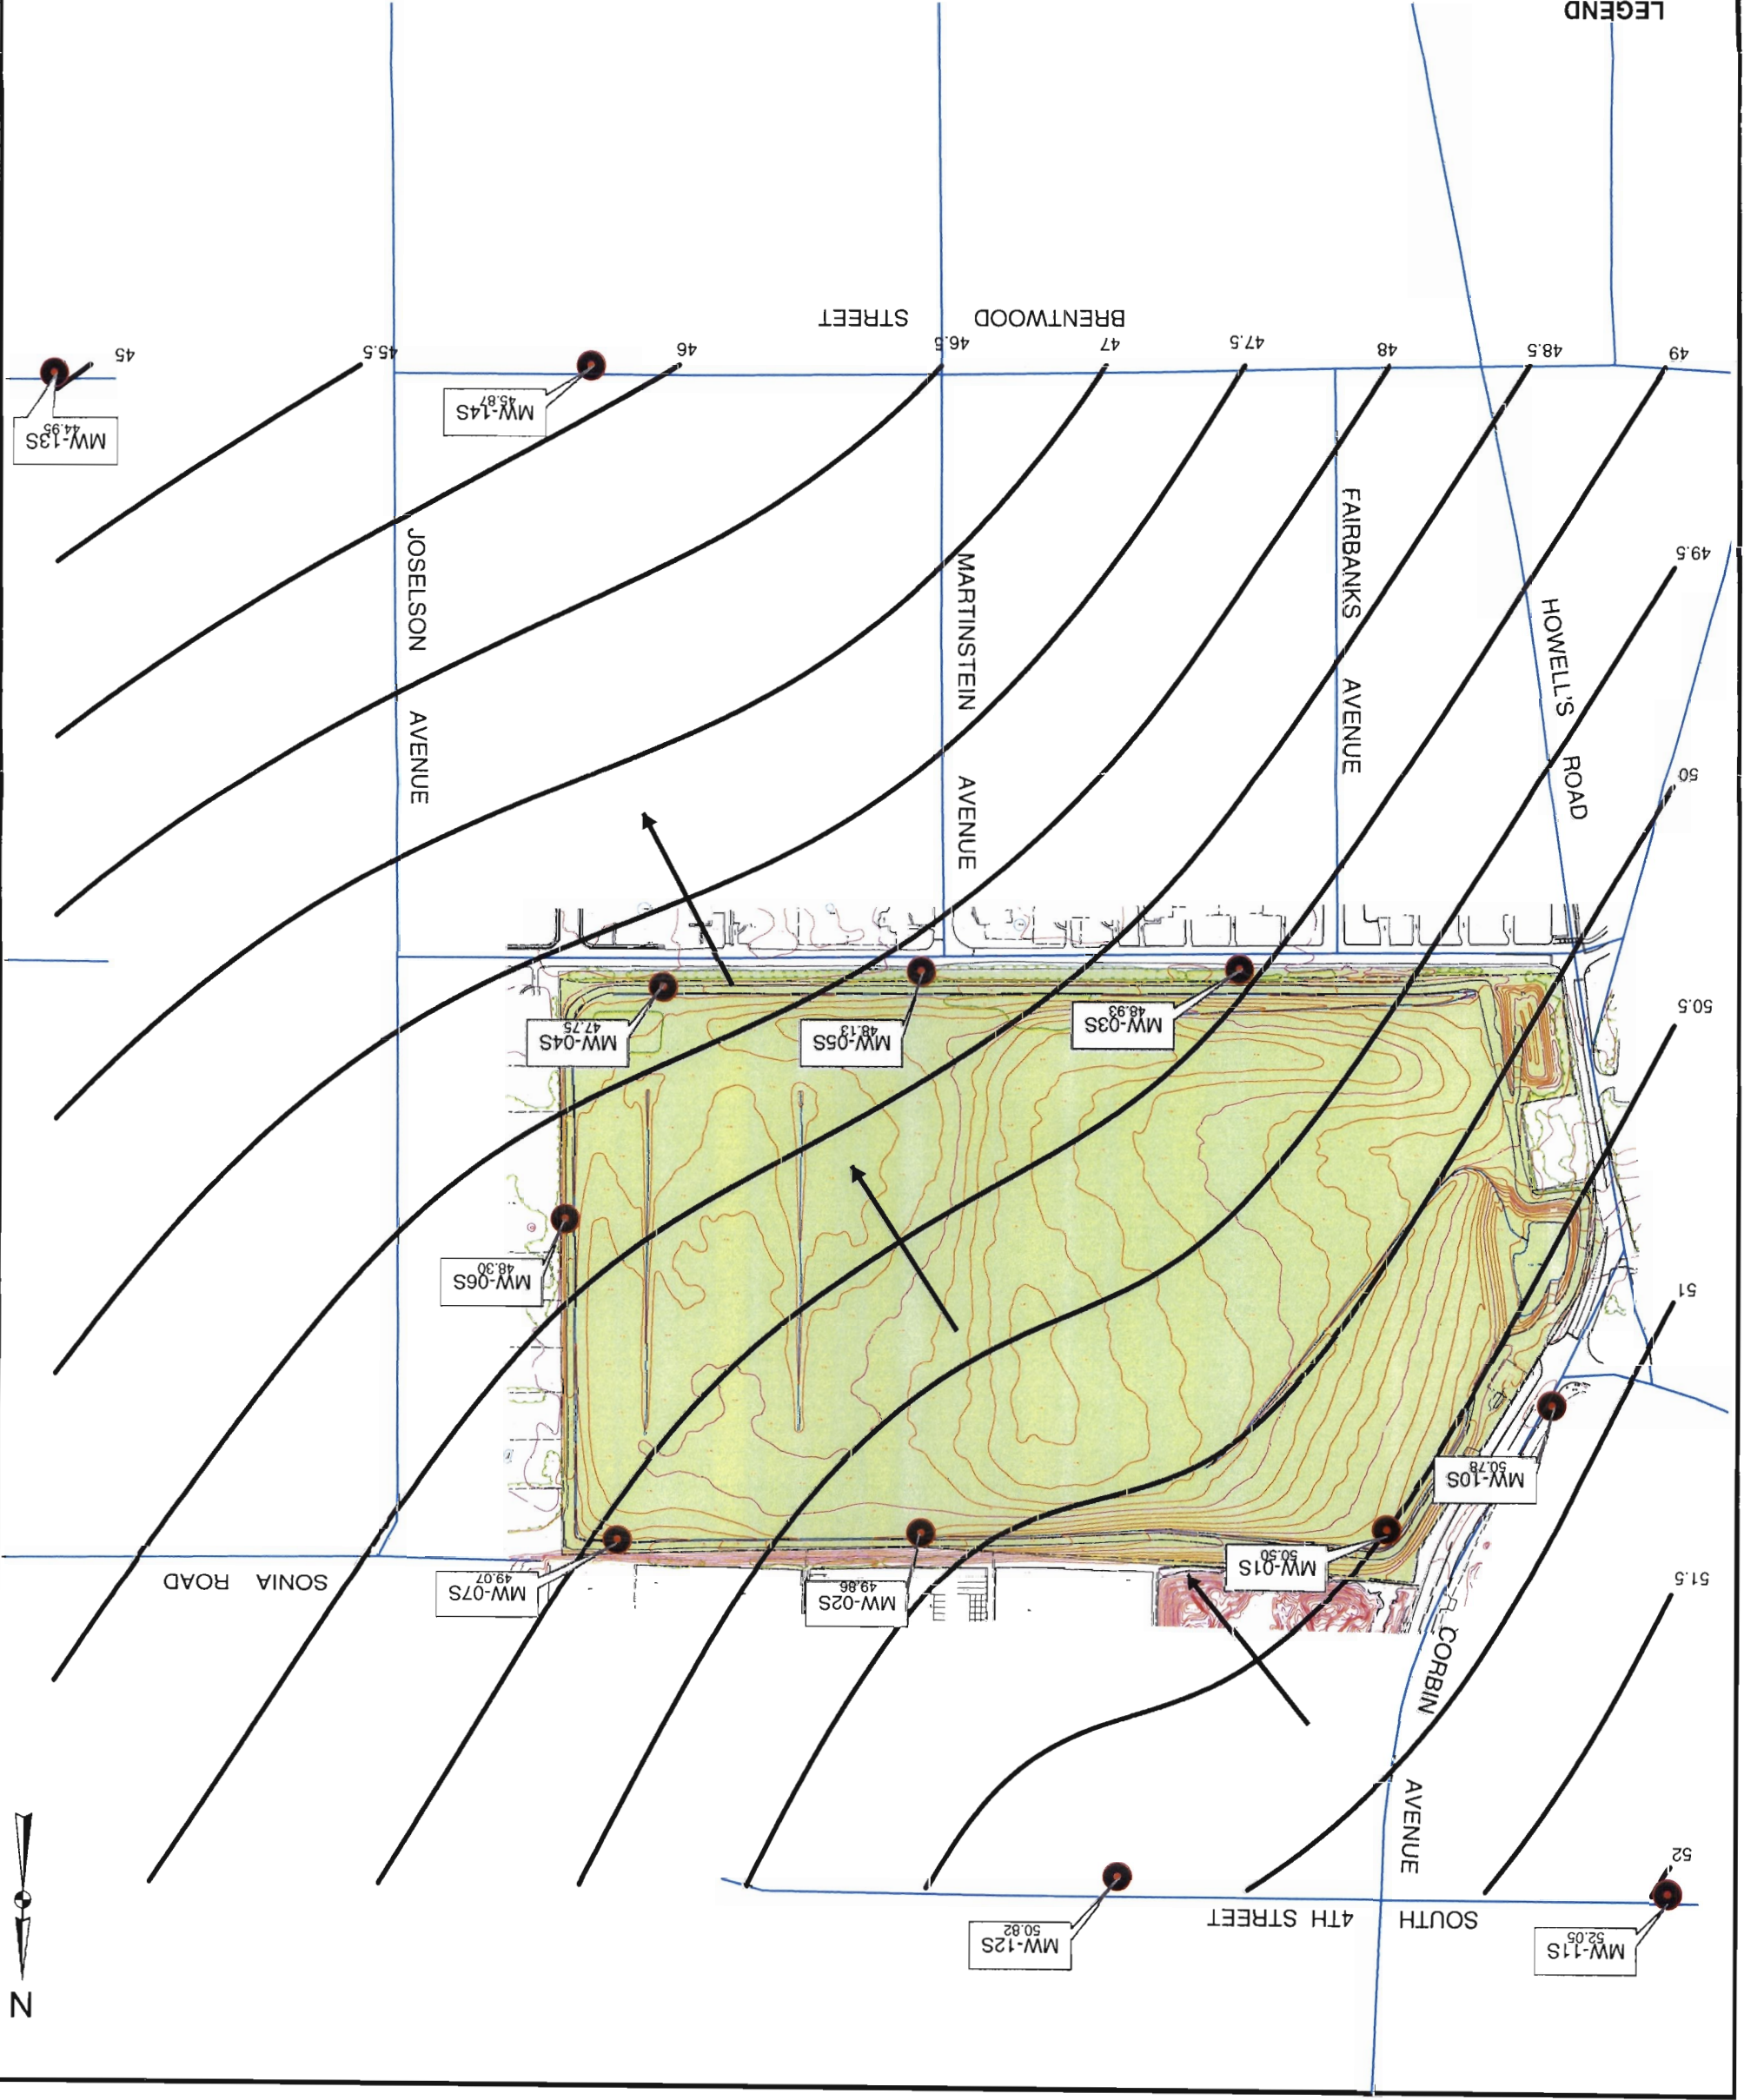 LEGEND
BRENTWOOD STREET
45
45.5
46
46.5
47
47.5
48
48.5
49
MW-13S
44.95
MW-14S
45.87
49.5
50
50.5
51
51.5
52
JOSELSON AVENUE
MARTINSTEIN AVENUE
FAIRBANKS AVENUE
HOWELL'S ROAD
MW-04S
47.75
MW-05S
48.13
MW-03S
48.93
MW-06S
48.30
MW-10S
50.78
MW-07S
49.07
MW-02S
49.86
MW-01S
50.50
SONIA ROAD
CORBIN AVENUE
MW-12S
50.82
MW-11S
52.05
SOUTH 4TH STREET
N